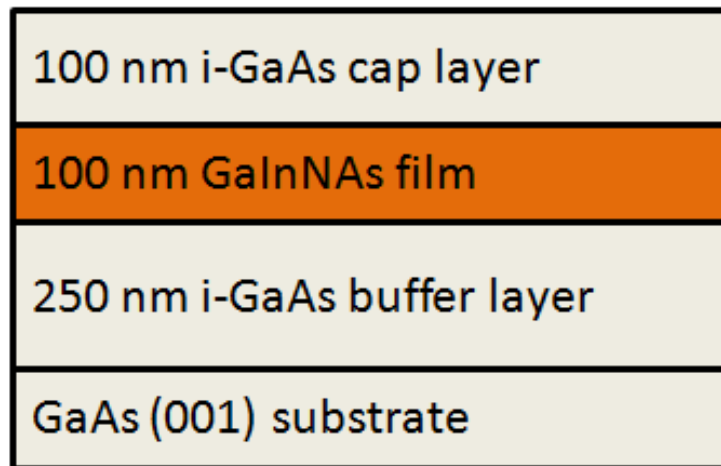 100 nm i-GaAs cap layer
100 nm GaInNAs film
250 nm i-GaAs buffer layer
GaAs (001) substrate